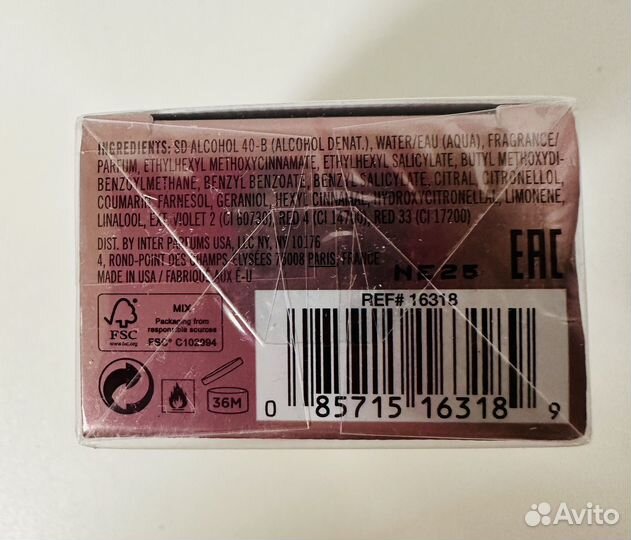 INGREDIENTS: SD ALCOHOL 40-B (ALCOHOL DENAT.), WATER/EAU (AQUA), FRAGRANCE/
PARFUM, ETHYLHEXYL METHOXYCINNAMATE, ETHYLHEXYL SALICYLATE, BUTYL METHOXYDI-
BENZOYLMETHANE, BENZYL BENZOATE, BENZYL SALICYLATE, CITRAL, CITRONELLOL,
COUMARIN, FARNESOL, GERANIOL, HEXYL CINNAMAL, HYDROXYCITRONELLAL, LIMONENE,
LINALOOL, EXT. VIOLET 2 (CI 60730), RED 4 (CI 14700), RED 33 (CI 17200)
DIST. BY INTER PARFUMS USA, LLC NY, NY 10176
4, ROND-POINT DES CHAMPS-ELYSÉES 75008 PARIS, FRANCE
MADE IN USA / FABRIQUÉ AUX É-U
NE25
EAC
FSC
www.fsc.org
MIX
Packaging from
responsible sources
FSC® C102994
36M
REF# 16318
0 85715 16318 9
Avito